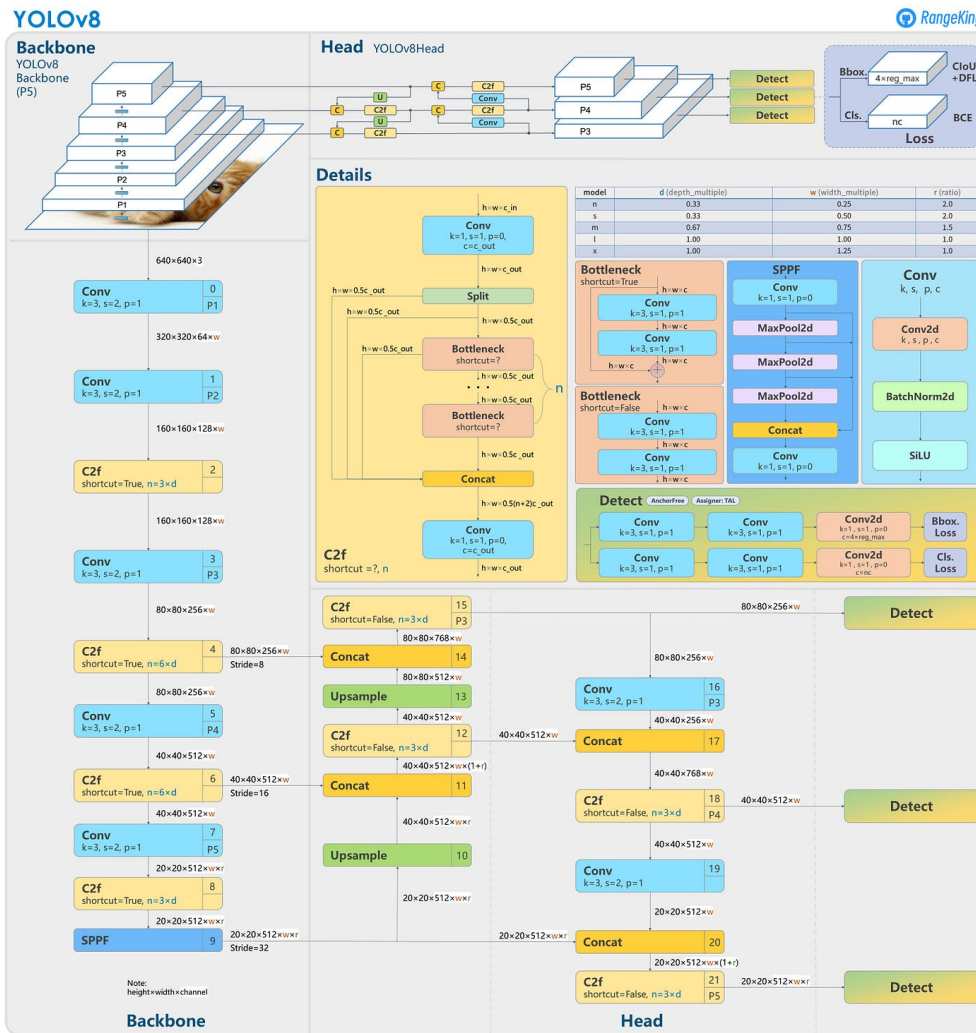 YOLOv8
RangeKing
Backbone
YOLOv8
Backbone
(P5)
P5
P4
P3
P2
P1
Head YOLOv8Head
C
U
C2f
C
U
C2f
C
C2f
Conv
C
C2f
Conv
P5
P4
P3
Detect
Detect
Detect
Bbox.
4×reg_max
CIoU
+DFL
Cls.
nc
BCE
Loss
640×640×3
Conv
k=3, s=2, p=1
0
P1
320×320×64×w
Conv
k=3, s=2, p=1
1
P2
160×160×128×w
C2f
shortcut=True, n=3×d
2
160×160×128×w
Conv
k=3, s=2, p=1
3
P3
80×80×256×w
C2f
shortcut=True, n=6×d
4
80×80×256×w
Stride=8
80×80×256×w
Conv
k=3, s=2, p=1
5
P4
40×40×512×w
C2f
shortcut=True, n=6×d
6
40×40×512×w
Stride=16
40×40×512×w
Conv
k=3, s=2, p=1
7
P5
20×20×512×w×r
C2f
shortcut=True, n=3×d
8
20×20×512×w×r
SPPF
9
20×20×512×w×r
Stride=32
Note:
height×width×channel
Backbone
Details
h×w×c_in
Conv
k=1, s=1, p=0,
c=c_out
h×w×c_out
h×w×0.5c_out
Split
h×w×0.5c_out
h×w×0.5c_out
h×w×0.5c_out
Bottleneck
shortcut=?
h×w×0.5c_out
...
h×w×0.5c_out
n
Bottleneck
shortcut=?
h×w×0.5c_out
Concat
h×w×0.5(n+2)c_out
Conv
k=1, s=1, p=0,
c=c_out
C2f
shortcut =?, n
h×w×c_out
model d (depth_multiple) w (width_multiple) r (ratio)
n 0.33 0.25 2.0
s 0.33 0.50 2.0
m 0.67 0.75 1.5
l 1.00 1.00 1.0
x 1.00 1.25 1.0
Bottleneck
shortcut=True
h×w×c
Conv
k=3, s=1, p=1
h×w×c
Conv
k=3, s=1, p=1
h×w×c
h×w×c
+
h×w×c
Bottleneck
shortcut=False
h×w×c
Conv
k=3, s=1, p=1
h×w×c
Conv
k=3, s=1, p=1
h×w×c
SPPF
Conv
k=1, s=1, p=0
MaxPool2d
MaxPool2d
MaxPool2d
Concat
Conv
k=1, s=1, p=0
Conv
k, s, p, c
Conv2d
k, s, p, c
BatchNorm2d
SiLU
Detect AnchorFree Assigner: TAL
Conv
k=3, s=1, p=1
Conv
k=3, s=1, p=1
Conv2d
k=1, s=1, p=0
c=4×reg_max
Bbox.
Loss
Conv
k=3, s=1, p=1
Conv
k=3, s=1, p=1
Conv2d
k=1, s=1, p=0
c=nc
Cls.
Loss
C2f
shortcut=False, n=3×d
15
P3
80×80×256×w
Detect
80×80×768×w
Concat
14
80×80×512×w
Upsample
13
40×40×512×w
C2f
shortcut=False, n=3×d
12
40×40×512×w
40×40×512×w×(1+r)
Concat
11
40×40×512×w×r
Upsample
10
20×20×512×w×r
80×80×256×w
Conv
k=3, s=2, p=1
16
P3
40×40×256×w
Concat
17
40×40×768×w
C2f
shortcut=False, n=3×d
18
P4
40×40×512×w
Detect
40×40×512×w
Conv
k=3, s=2, p=1
19
20×20×512×w
20×20×512×w×r
Concat
20
20×20×512×w×(1+r)
C2f
shortcut=False, n=3×d
21
P5
20×20×512×w×r
Detect
Head